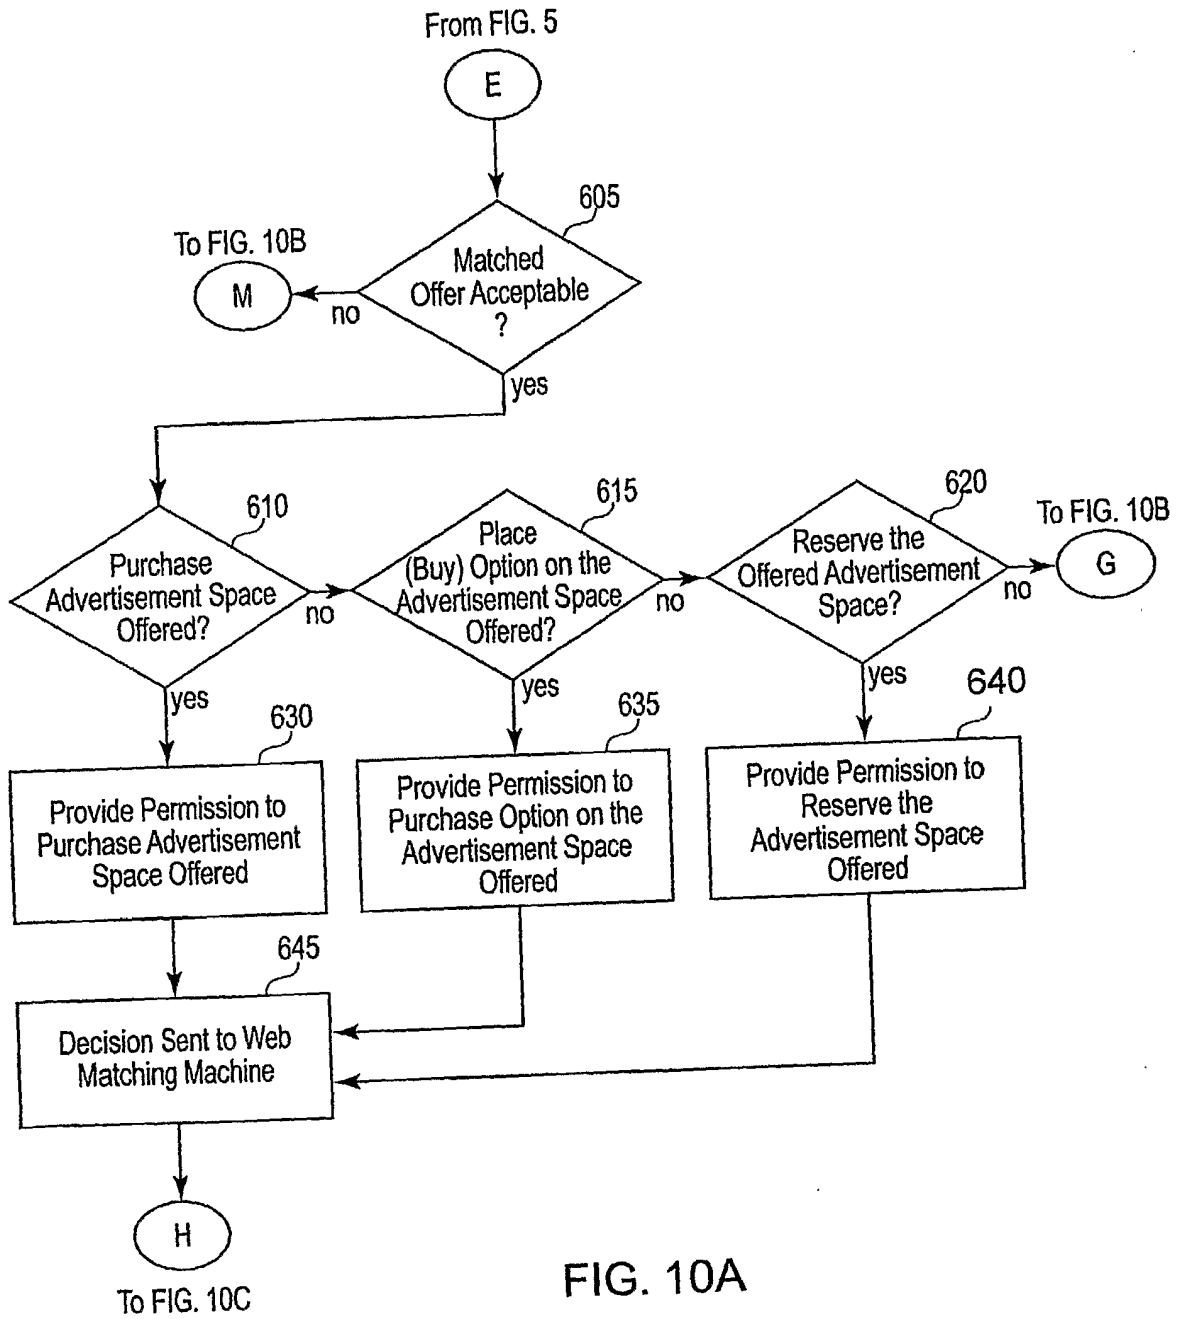 From FIG. 5
E
605
To FIG. 10B
M
no
Matched
Offer Acceptable
?
yes
610
Purchase
Advertisement Space
Offered?
no
yes
615
Place
(Buy) Option on the
Advertisement Space
Offered?
no
yes
620
Reserve the
Offered Advertisement
Space?
no
yes
To FIG. 10B
G
630
Provide Permission to
Purchase Advertisement
Space Offered
635
Provide Permission to
Purchase Option on the
Advertisement Space
Offered
640
Provide Permission to
Reserve the
Advertisement Space
Offered
645
Decision Sent to Web
Matching Machine
H
To FIG. 10C
FIG. 10A